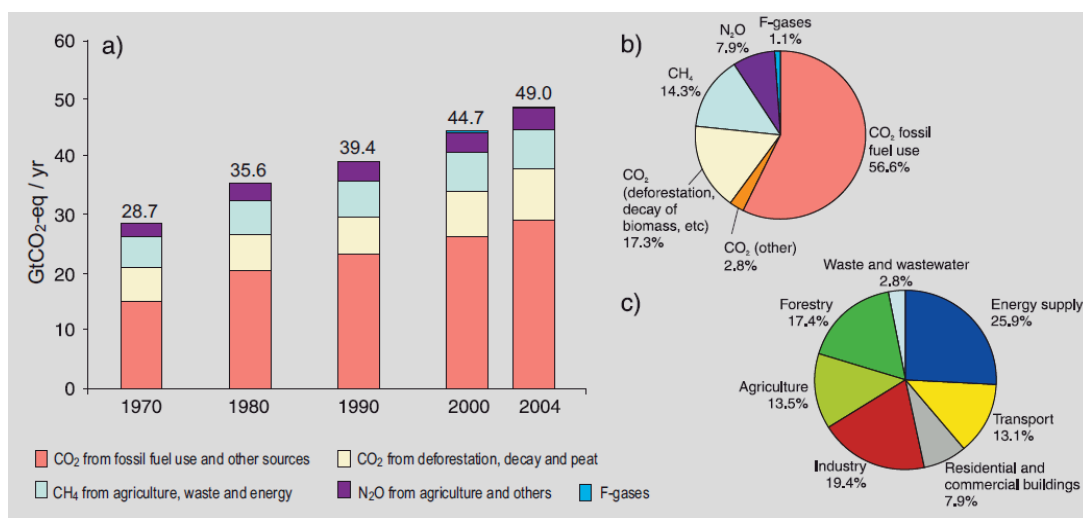 a)
GtCO₂-eq / yr
60
50
40
30
20
10
0
28.7
35.6
39.4
44.7
49.0
1970
1980
1990
2000
2004
CO₂ from fossil fuel use and other sources
CO₂ from deforestation, decay and peat
CH₄ from agriculture, waste and energy
N₂O from agriculture and others
F-gases
b)
F-gases
1.1%
N₂O
7.9%
CH₄
14.3%
CO₂ fossil
fuel use
56.6%
CO₂
(deforestation,
decay of
biomass, etc)
17.3%
CO₂ (other)
2.8%
c)
Waste and wastewater
2.8%
Forestry
17.4%
Energy supply
25.9%
Agriculture
13.5%
Transport
13.1%
Industry
19.4%
Residential and
commercial buildings
7.9%